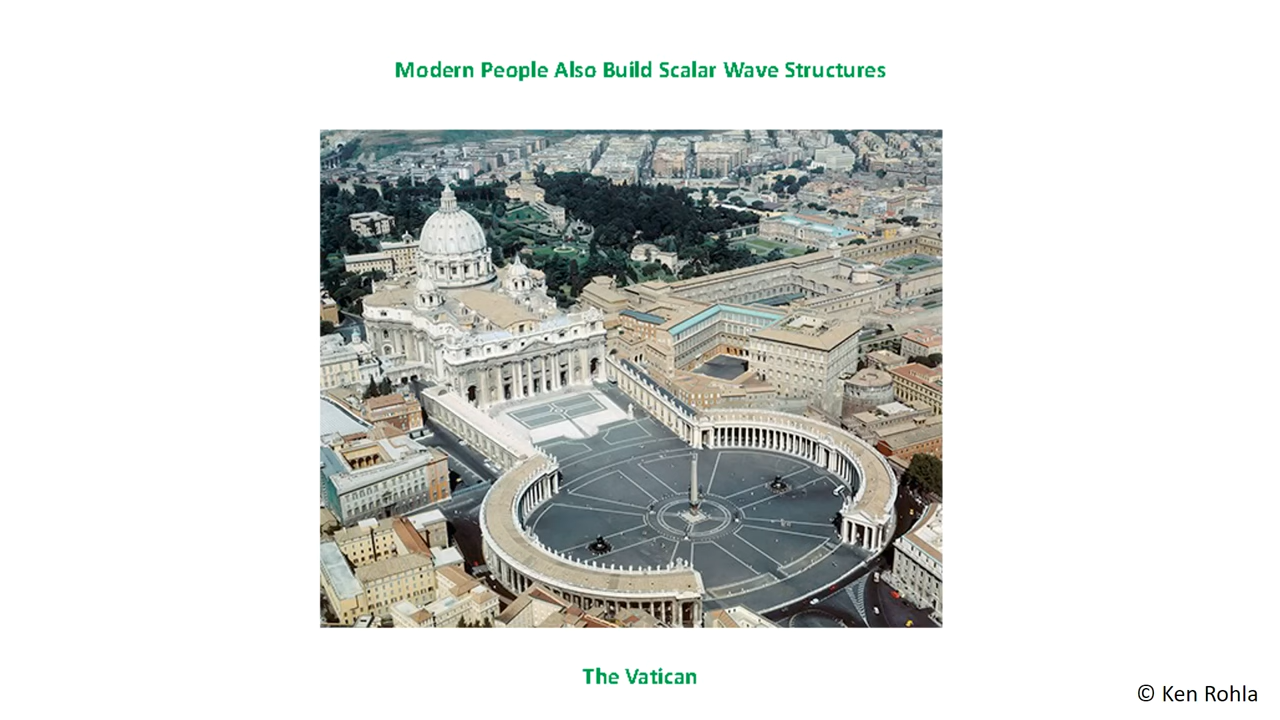 Modern People Also Build Scalar Wave Structures
The Vatican
© Ken Rohla